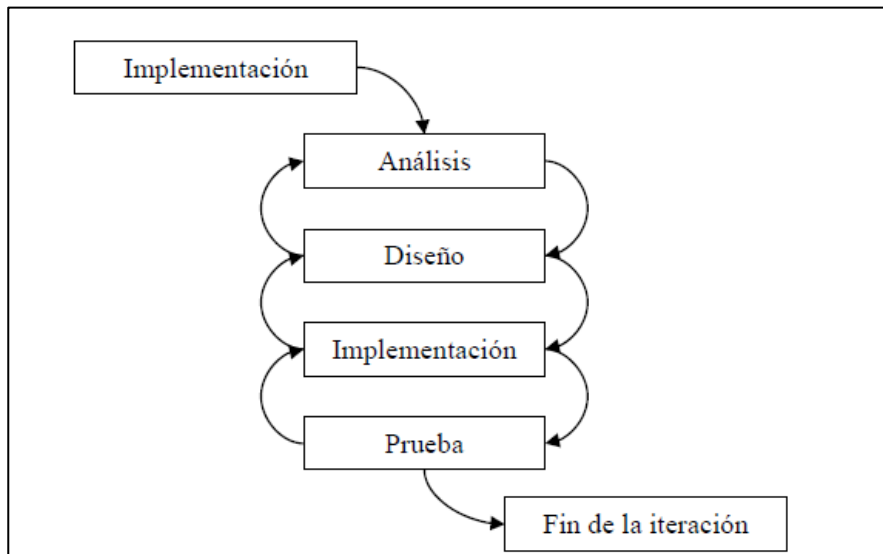 Implementación
Análisis
Diseño
Implementación
Prueba
Fin de la iteración